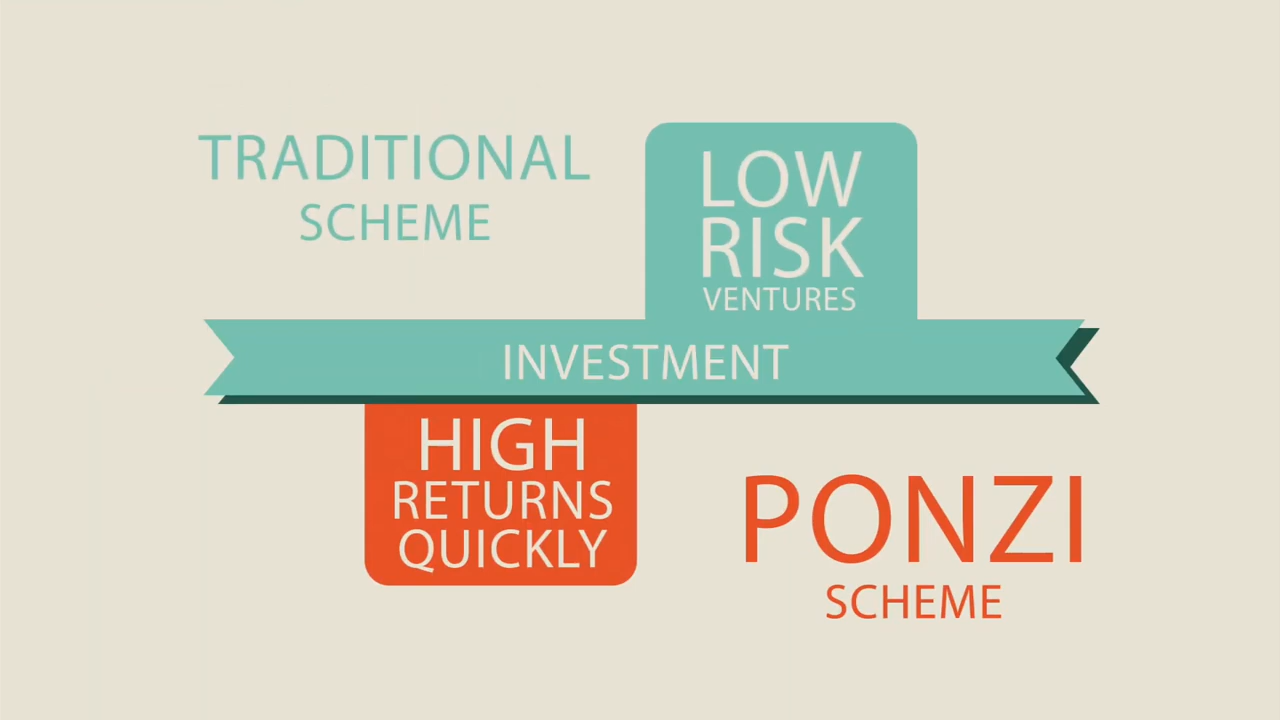 TRADITIONAL
SCHEME
LOW
RISK
VENTURES
INVESTMENT
HIGH
RETURNS
QUICKLY
PONZI
SCHEME